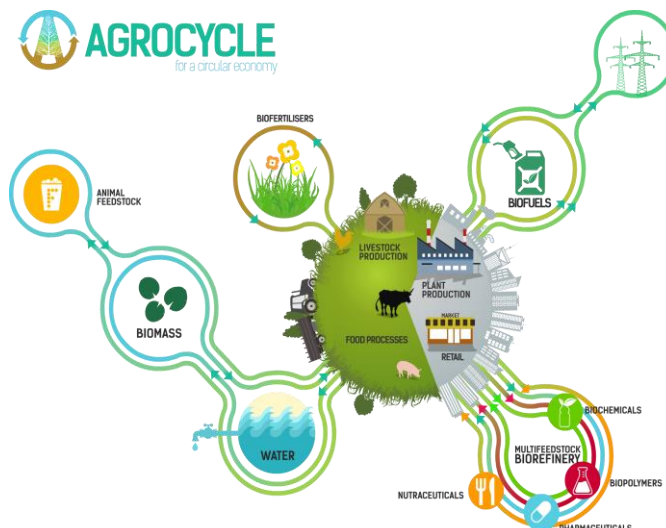 AGROCYCLE
for a circular economy
BIOFERTILISERS
ANIMAL
FEEDSTOCK
BIOFUELS
LIVESTOCK
PRODUCTION
PLANT
PRODUCTION
BIOMASS
MARKET
FOOD PROCESSES
RETAIL
WATER
BIOCHEMICALS
MULTIFEEDSTOCK
BIOREFINERY
BIOPOLYMERS
NUTRACEUTICALS
PHARMACEUTICALS